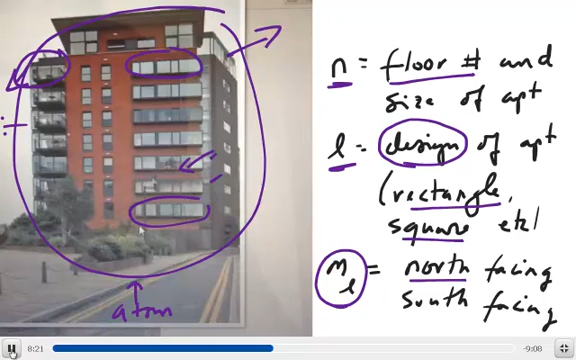 n = floor # and
size of apt
l = design of apt
(rectangle,
square etc)
mℓ = north facing
south facing
atom
8:21
-9:08